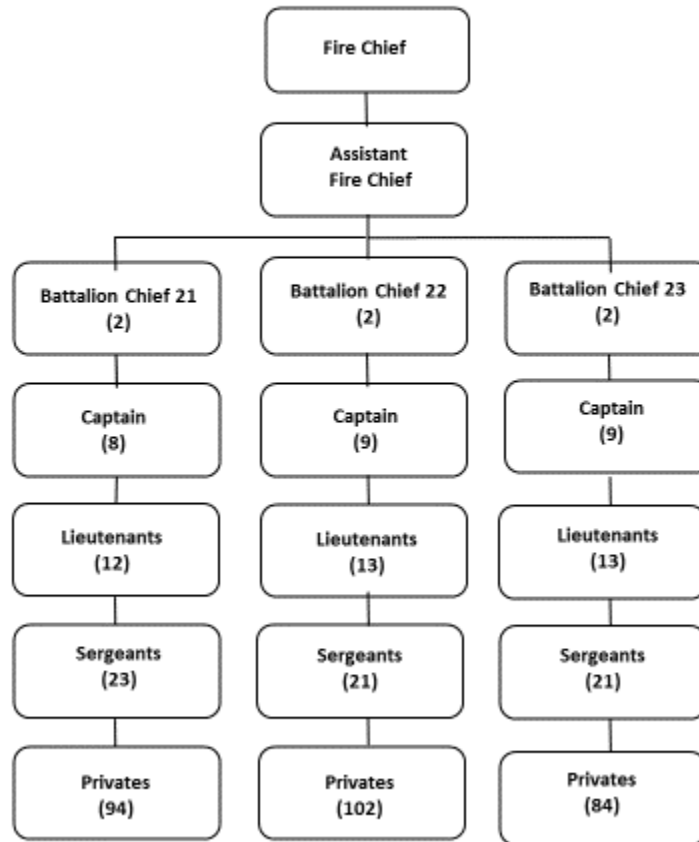 Fire Chief
Assistant
Fire Chief
Battalion Chief 21
(2)
Battalion Chief 22
(2)
Battalion Chief 23
(2)
Captain
(8)
Captain
(9)
Captain
(9)
Lieutenants
(12)
Lieutenants
(13)
Lieutenants
(13)
Sergeants
(23)
Sergeants
(21)
Sergeants
(21)
Privates
(94)
Privates
(102)
Privates
(84)